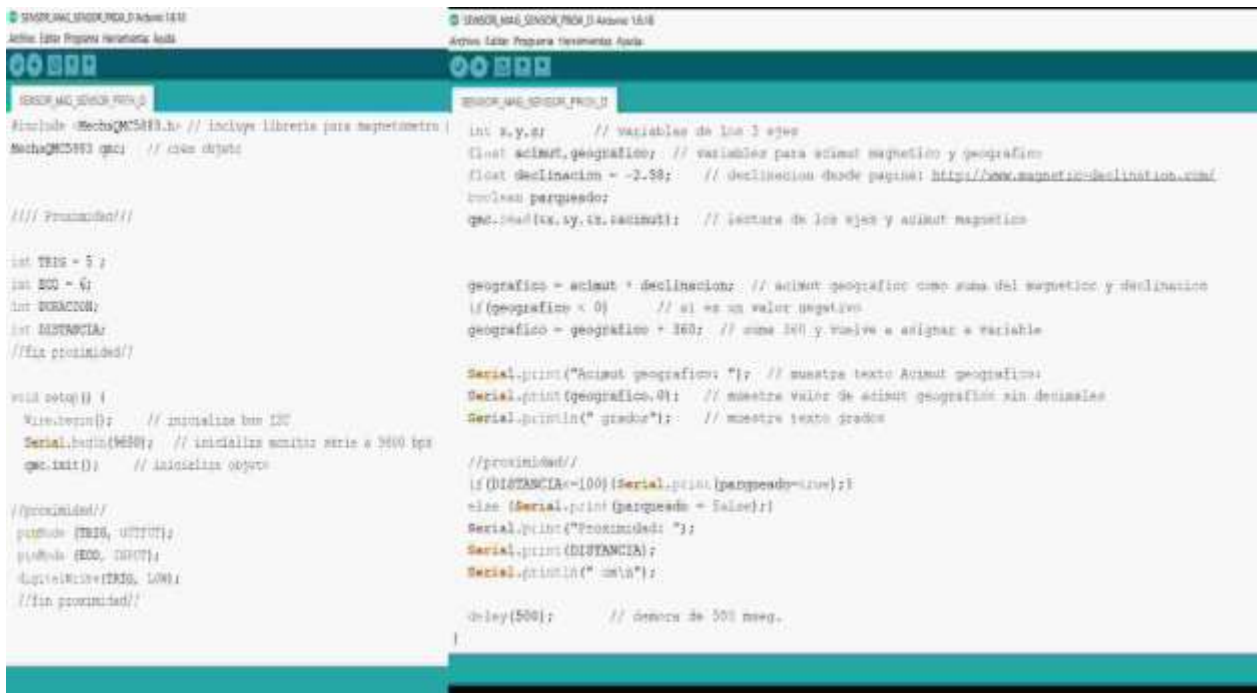 SENSOR_MAG_SENSOR_PROX_D Arduino 1.8.18
Archivo Editar Programa Herramientas Ayuda
SENSOR_MAG_SENSOR_PROX_D
#include <MechaQMC5883.h> // incluye libreria para magnetometro
MechaQMC5883 qmc; // crea objeto
//// Proximidad///
int TRIG = 5 ;
int ECO = 6;
int DURACION;
int DISTANCIA;
//fin proximidad//
void setup() {
Wire.begin(); // inicializa bus I2C
Serial.begin(9600); // inicializa monitor serie a 9600 bps
qmc.init(); // inicializa objeto
//proximidad//
pinMode (TRIG, OUTPUT);
pinMode (ECO, INPUT);
digitalWrite(TRIG, LOW);
//fin proximidad//
SENSOR_MAG_SENSOR_PROX_D Arduino 1.8.18
Archivo Editar Programa Herramientas Ayuda
SENSOR_MAG_SENSOR_PROX_D
int x,y,z; // variables de los 3 ejes
float acimut,geografico; // variables para acimut magnetico y geografico
float declinacion = -2.58; // declinacion desde pagina: http://www.magnetic-declination.com/
boolean parqueado;
qmc.read(&x,&y,&z,&acimut); // lectura de los ejes y acimut magnetico
geografico = acimut + declinacion; // acimut geografico como suma del magnetico y declinacion
if(geografico < 0) // si es un valor negativo
geografico = geografico + 360; // suma 360 y vuelve a asignar a variable
Serial.print("Acimut geografico: "); // muestra texto Acimut geografico:
Serial.print(geografico,0); // muestra valor de acimut geografico sin decimales
Serial.println(" grados"); // muestra texto grados
//proximidad//
if(DISTANCIA<=100){Serial.print(parqueado=true);}
else {Serial.print(parqueado = false);}
Serial.print("Proximidad: ");
Serial.print(DISTANCIA);
Serial.println(" cm\n");
delay(500); // demora de 500 mseg.
}